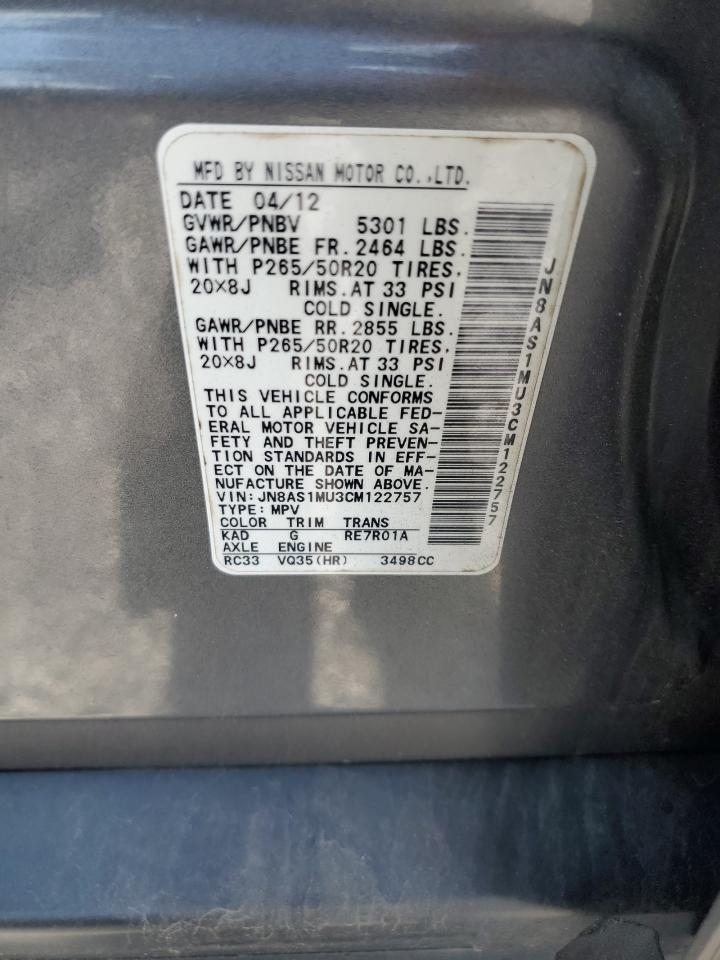 MFD BY NISSAN MOTOR CO.,LTD.
DATE 04/12
GVWR/PNBV 5301 LBS.
GAWR/PNBE FR. 2464 LBS.
WITH P265/50R20 TIRES,
20X8J RIMS.AT 33 PSI
COLD SINGLE.
GAWR/PNBE RR. 2855 LBS.
WITH P265/50R20 TIRES,
20X8J RIMS.AT 33 PSI
COLD SINGLE.
THIS VEHICLE CONFORMS
TO ALL APPLICABLE FED-
ERAL MOTOR VEHICLE SA-
FETY AND THEFT PREVEN-
TION STANDARDS IN EFF-
ECT ON THE DATE OF MA-
NUFACTURE SHOWN ABOVE.
VIN:JN8AS1MU3CM122757
TYPE:MPV
COLOR TRIM TRANS
KAD G RE7R01A
AXLE ENGINE
RC33 VQ35(HR) 3498CC
JN8AS1MU3CM122757